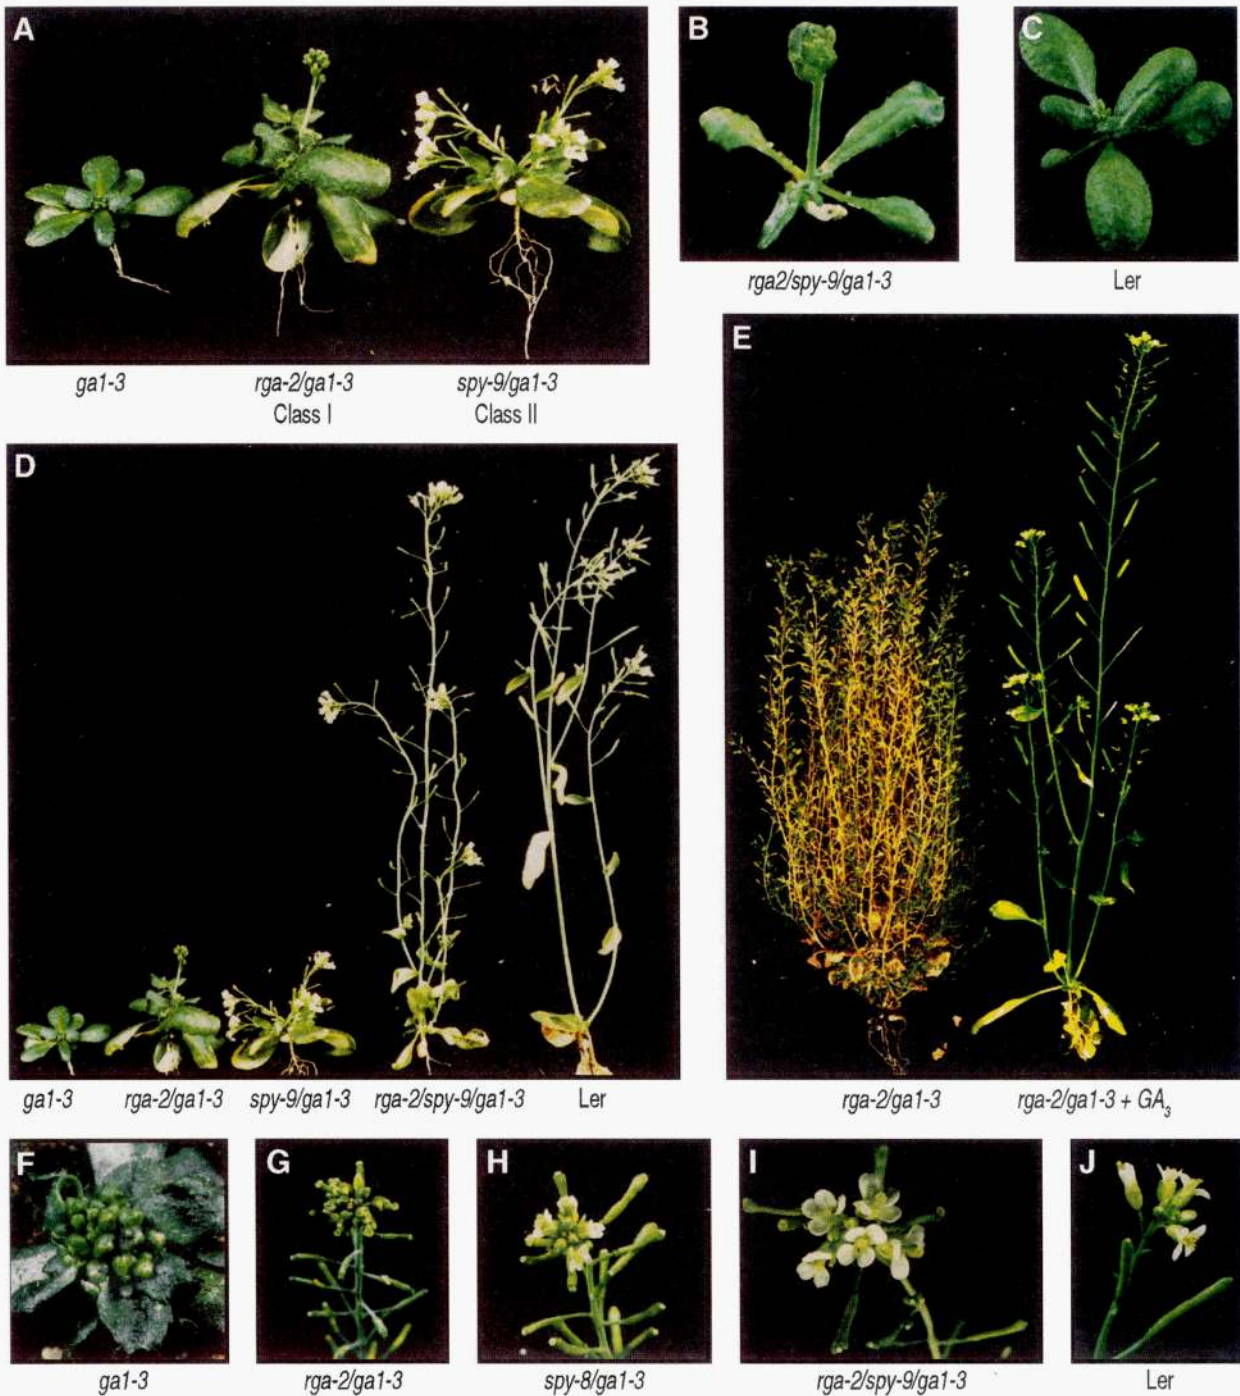 A
B
C
ga1-3
rga-2/ga1-3
Class I
spy-9/ga1-3
Class II
rga2/spy-9/ga1-3
Ler
D
E
ga1-3
rga-2/ga1-3
spy-9/ga1-3
rga-2/spy-9/ga1-3
Ler
rga-2/ga1-3
rga-2/ga1-3 + GA₃
F
G
H
I
J
ga1-3
rga-2/ga1-3
spy-8/ga1-3
rga-2/spy-9/ga1-3
Ler